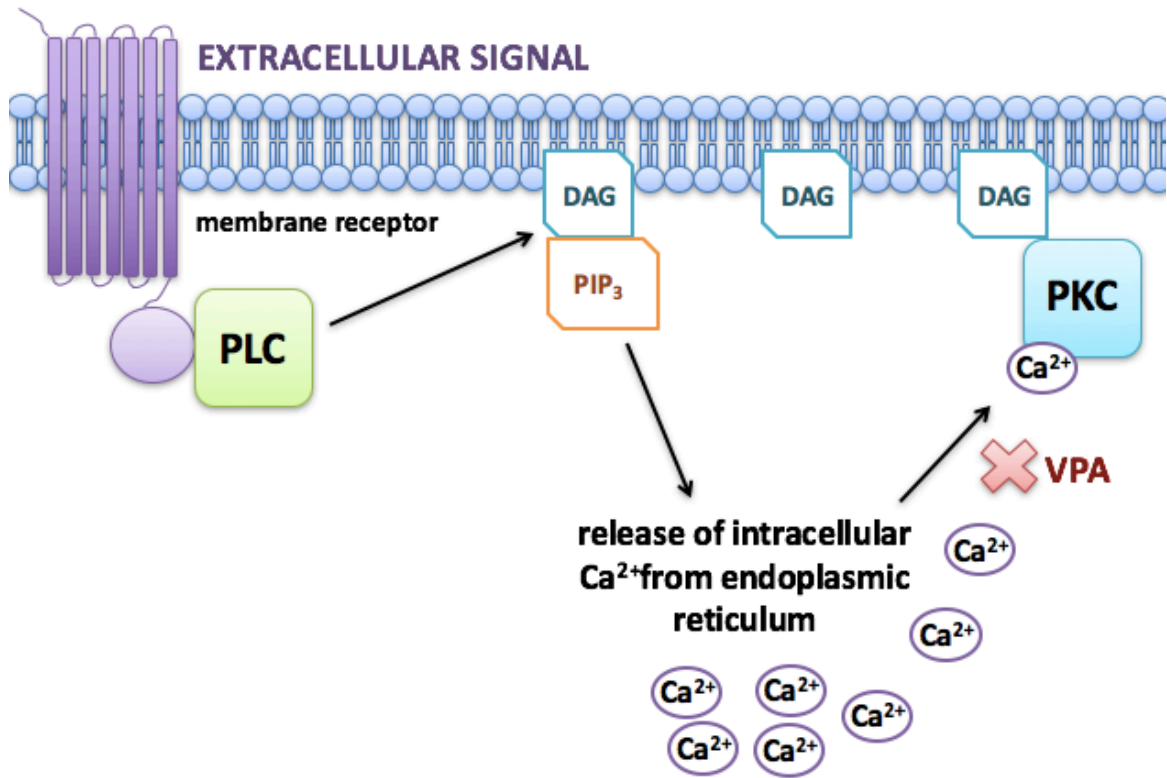 EXTRACELLULAR SIGNAL
membrane receptor
DAG
DAG
DAG
PIP₃
PLC
PKC
Ca²⁺
VPA
release of intracellular
Ca²⁺from endoplasmic
reticulum
Ca²⁺
Ca²⁺
Ca²⁺
Ca²⁺
Ca²⁺
Ca²⁺
Ca²⁺